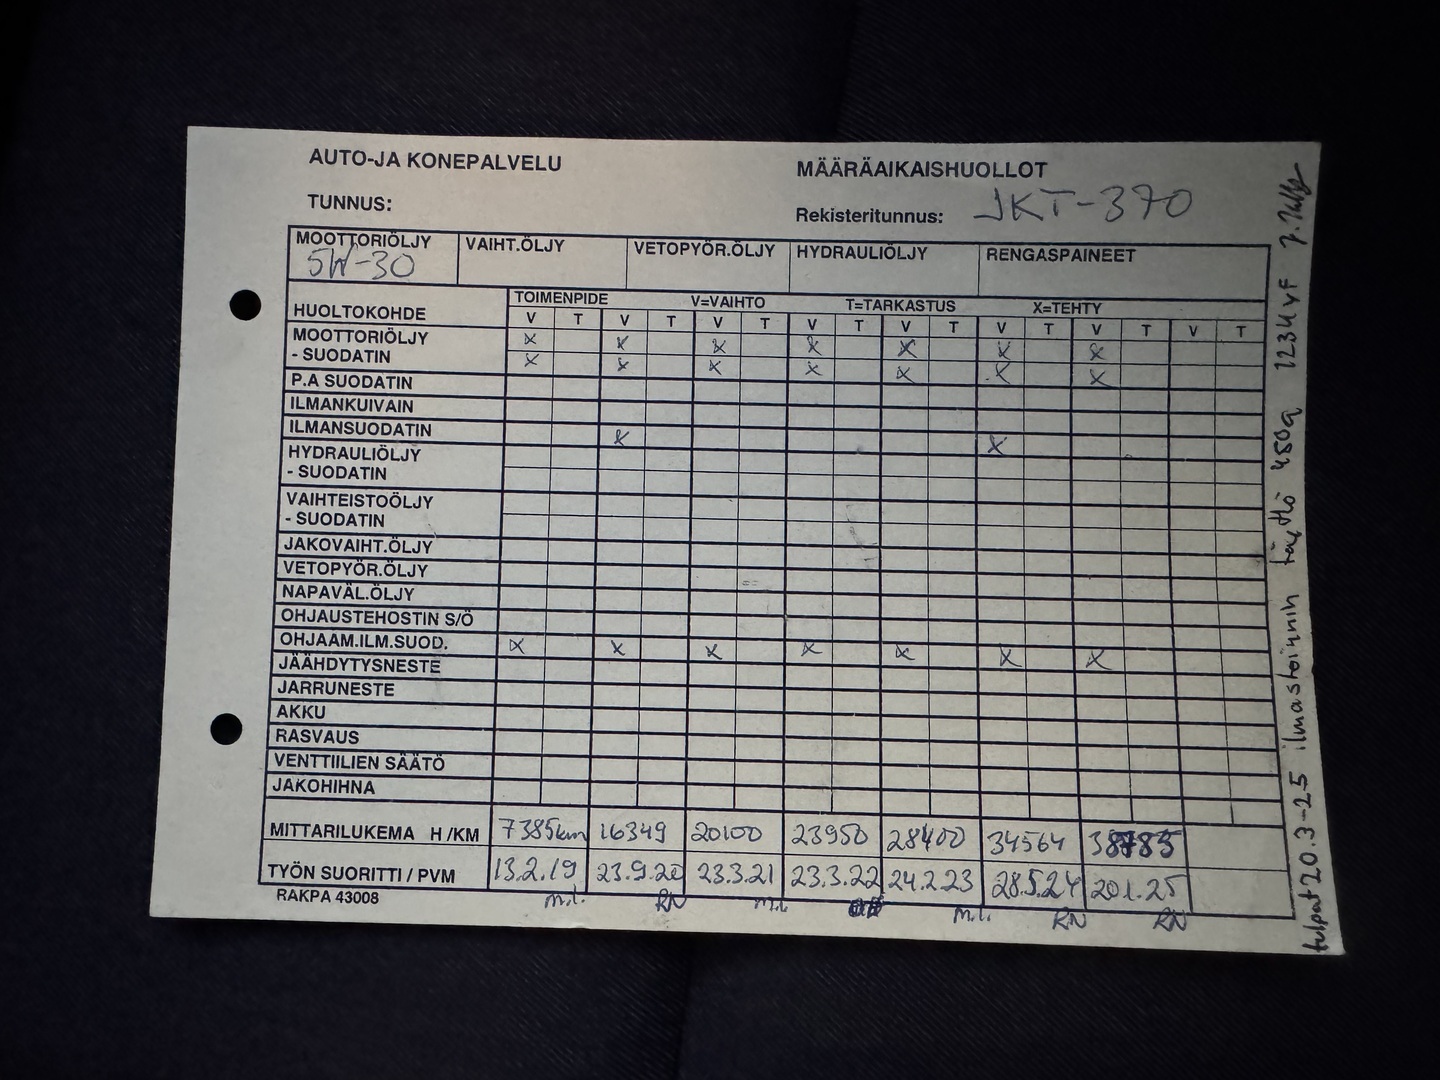 AUTO-JA KONEPALVELU
MÄÄRÄAIKAISHUOLLOT
TUNNUS:
Rekisteritunnus: JKT-370
MOOTTORIÖLJY VAIHT.ÖLJY VETOPYÖR.ÖLJY HYDRAULIÖLJY RENGASPAINEET
5W-30
HUOLTOKOHDE
TOIMENPIDE V=VAIHTO T=TARKASTUS X=TEHTY
V T V T V T V T V T V T V T V T
MOOTTORIÖLJY x x x x x x x
- SUODATIN x x x x x x x
P.A SUODATIN
ILMANKUIVAIN
ILMANSUODATIN x x
HYDRAULIÖLJY
- SUODATIN
VAIHTEISTOÖLJY
- SUODATIN
JAKOVAIHT.ÖLJY
VETOPYÖR.ÖLJY
NAPAVÄL.ÖLJY
OHJAUSTEHOSTIN S/Ö
OHJAAM.ILM.SUOD. x x x x x x x
JÄÄHDYTYSNESTE
JARRUNESTE
AKKU
RASVAUS
VENTTIILIEN SÄÄTÖ
JAKOHIHNA
MITTARILUKEMA H /KM 7385km 16349 20100 23950 28400 34564 38785
TYÖN SUORITTI / PVM 13.2.19 23.9.20 23.3.21 23.3.22 24.2.23 28.5.24 20.1.25
RAKPA 43008
m.l. RN m.l. m.l. RN RN
tulpat 20.3-25 ilmastoinnin täyttö 450g 1234yf